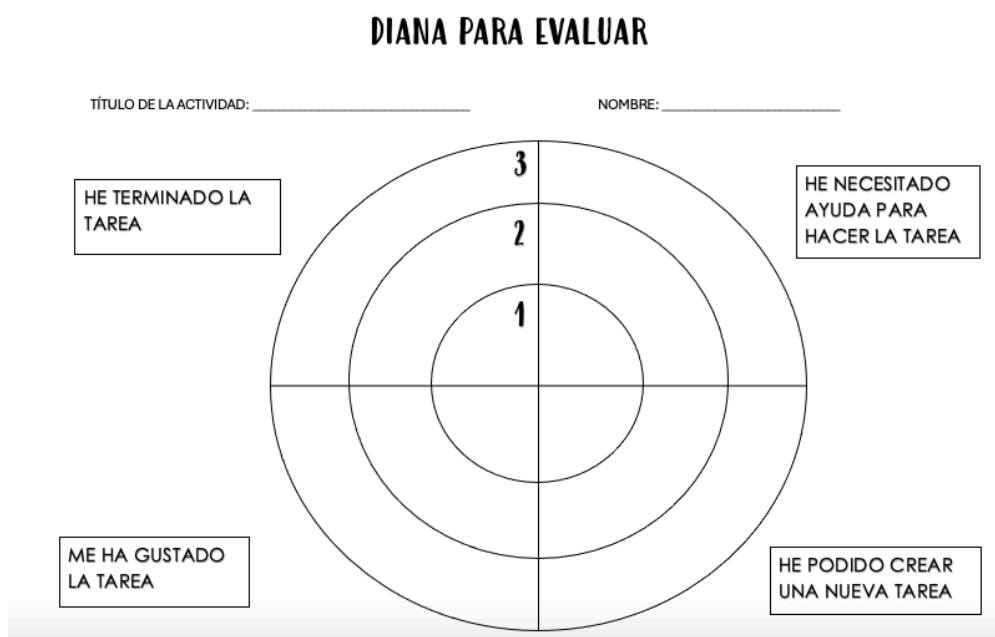 DIANA PARA EVALUAR
TÍTULO DE LA ACTIVIDAD: ______________________________ NOMBRE: ________________________
3
HE TERMINADO LA
TAREA
HE NECESITADO
AYUDA PARA
HACER LA TAREA
2
1
ME HA GUSTADO
LA TAREA
HE PODIDO CREAR
UNA NUEVA TAREA